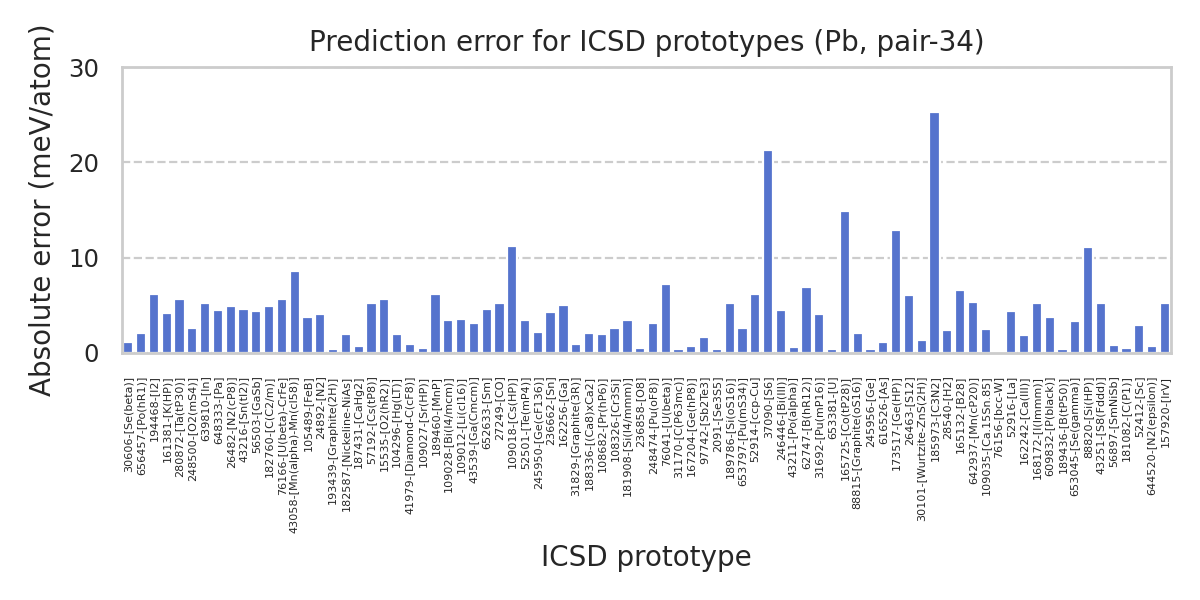 Prediction error for ICSD prototypes (Pb, pair-34)
Absolute error (meV/atom)
30
20
10
0
30606-[Se(beta)]
656457-[Po(hR1)]
194468-[I2]
161381-[K(HP)]
280872-[Ta(tP30)]
248500-[O2(mS4)]
639810-[In]
648333-[Pa]
26482-[N2(cP8)]
43216-[Sn(tI2)]
56503-[GaSb]
182760-[C(C2/m)]
76166-[U(beta)-CrFe]
43058-[Mn(alpha)-Mn(cI58)]
105489-[FeB]
24892-[N2]
193439-[Graphite(2H)]
182587-[Nickeline-NiAs]
187431-[CaHg2]
57192-[Cs(tP8)]
15535-[O2(hR2)]
104296-[Hg(LT)]
41979-[Diamond-C(cF8)]
109027-[Sr(HP)]
189460-[MnP]
109028-[Bi(I4/mcm)]
109012-[Li(cI16)]
43539-[Ga(Cmcm)]
652633-[Sm]
27249-[CO]
109018-[Cs(HP)]
52501-[Te(mP4)]
245950-[Ge(cF136)]
236662-[Sn]
162256-[Ga]
31829-[Graphite(3R)]
188336-[(Ca8)xCa2]
108682-[Pr(hP6)]
108326-[Cr3Si]
181908-[Si(I4/mmm)]
236858-[O8]
248474-[Pu(oF8)]
76041-[U(beta)]
31170-[C(P63mc)]
167204-[Ge(hP8)]
97742-[Sb2Te3]
2091-[Se3S5]
189786-[Si(oS16)]
653797-[Pu(mS34)]
52914-[ccp-Cu]
37090-[S6]
246446-[Bi(III)]
43211-[Po(alpha)]
62747-[B(hR12)]
31692-[Pu(mP16)]
653381-[U]
165725-[Co(tP28)]
88815-[Graphite(oS16)]
245956-[Ge]
616526-[As]
26463-[S12]
173517-[Ge(HP)]
30101-[Wurtzite-ZnS(2H)]
185973-[C3N2]
28540-[H2]
165132-[B28]
642937-[Mn(cP20)]
109035-[Ca.15Sn.85]
76156-[bcc-W]
52916-[La]
162242-[Ca(III)]
168172-[I(Immm)]
609832-[P(black)]
189436-[B(tP50)]
653045-[Se(gamma)]
88820-[Si(HP)]
43251-[S8(Fddd)]
56897-[SmNiSb]
181082-[C(P1)]
52412-[Sc]
644520-[N2(epsilon)]
157920-[IrV]
ICSD prototype